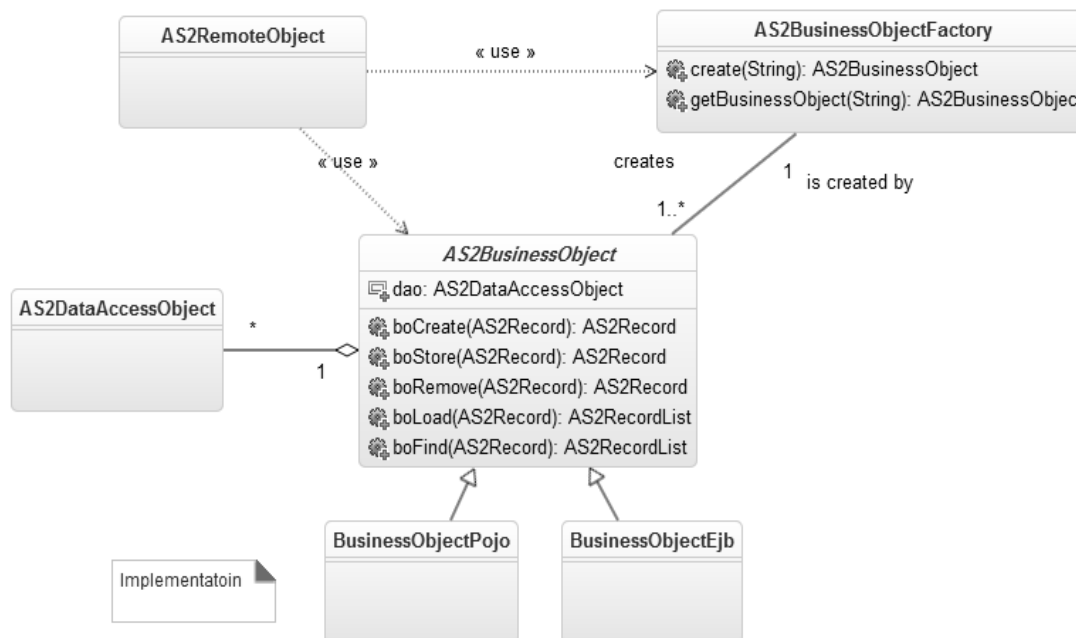 AS2RemoteObject
« use »
AS2BusinessObjectFactory
create(String): AS2BusinessObject
getBusinessObject(String): AS2BusinessObjec
« use »
creates
1
is created by
1..*
AS2BusinessObject
dao: AS2DataAccessObject
boCreate(AS2Record): AS2Record
boStore(AS2Record): AS2Record
boRemove(AS2Record): AS2Record
boLoad(AS2Record): AS2RecordList
boFind(AS2Record): AS2RecordList
AS2DataAccessObject
*
1
BusinessObjectPojo
BusinessObjectEjb
Implementatoin